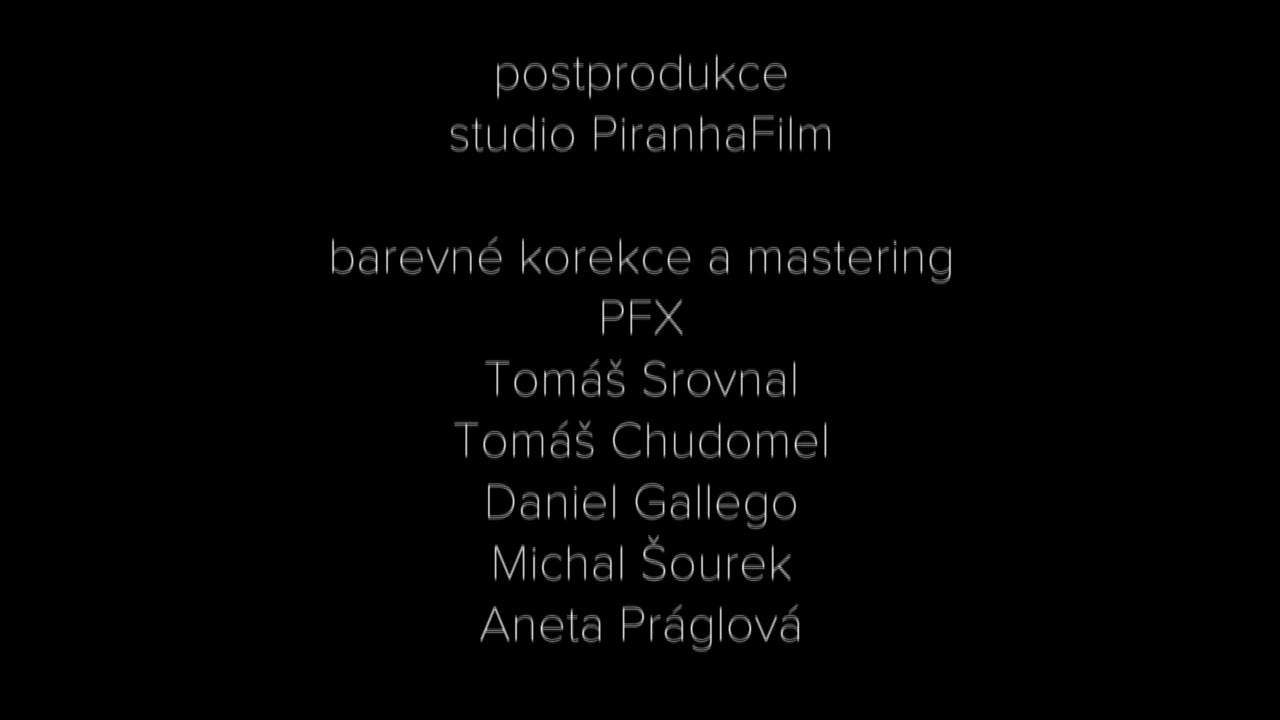 postprodukce
studio PiranhaFilm
barevné korekce a mastering
PFX
Tomáš Srovnal
Tomáš Chudomel
Daniel Gallego
Michal Šourek
Aneta Práglová